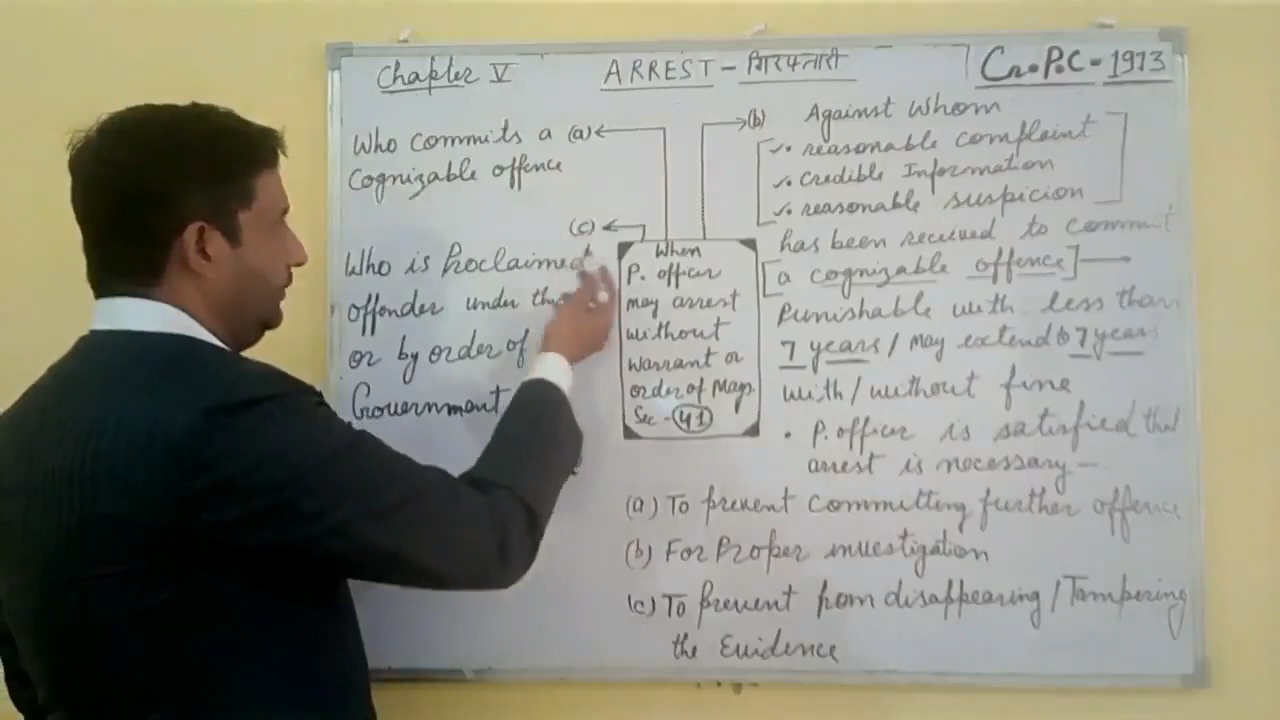 Chapter V
ARREST - गिरफ्तारी
Cr.P.C - 1973
Who commits a (a)
Cognizable offence
(c)
Who is Proclaimed
offender under
or by order of
Government
When
P. officer
may arrest
without
warrant or
order of Mags.
Sec - 41
(b) Against Whom
reasonable complaint
Credible Information
reasonable suspicion
has been received to commit
[a cognizable offence]
Punishable with less than
7 years / may extend to 7 years
with/without fine
• P. officer is satisfied that
arrest is necessary -
(a) To prevent Committing further offence
(b) For Proper investigation
(c) To Prevent from disappearing / Tampering
the Evidence